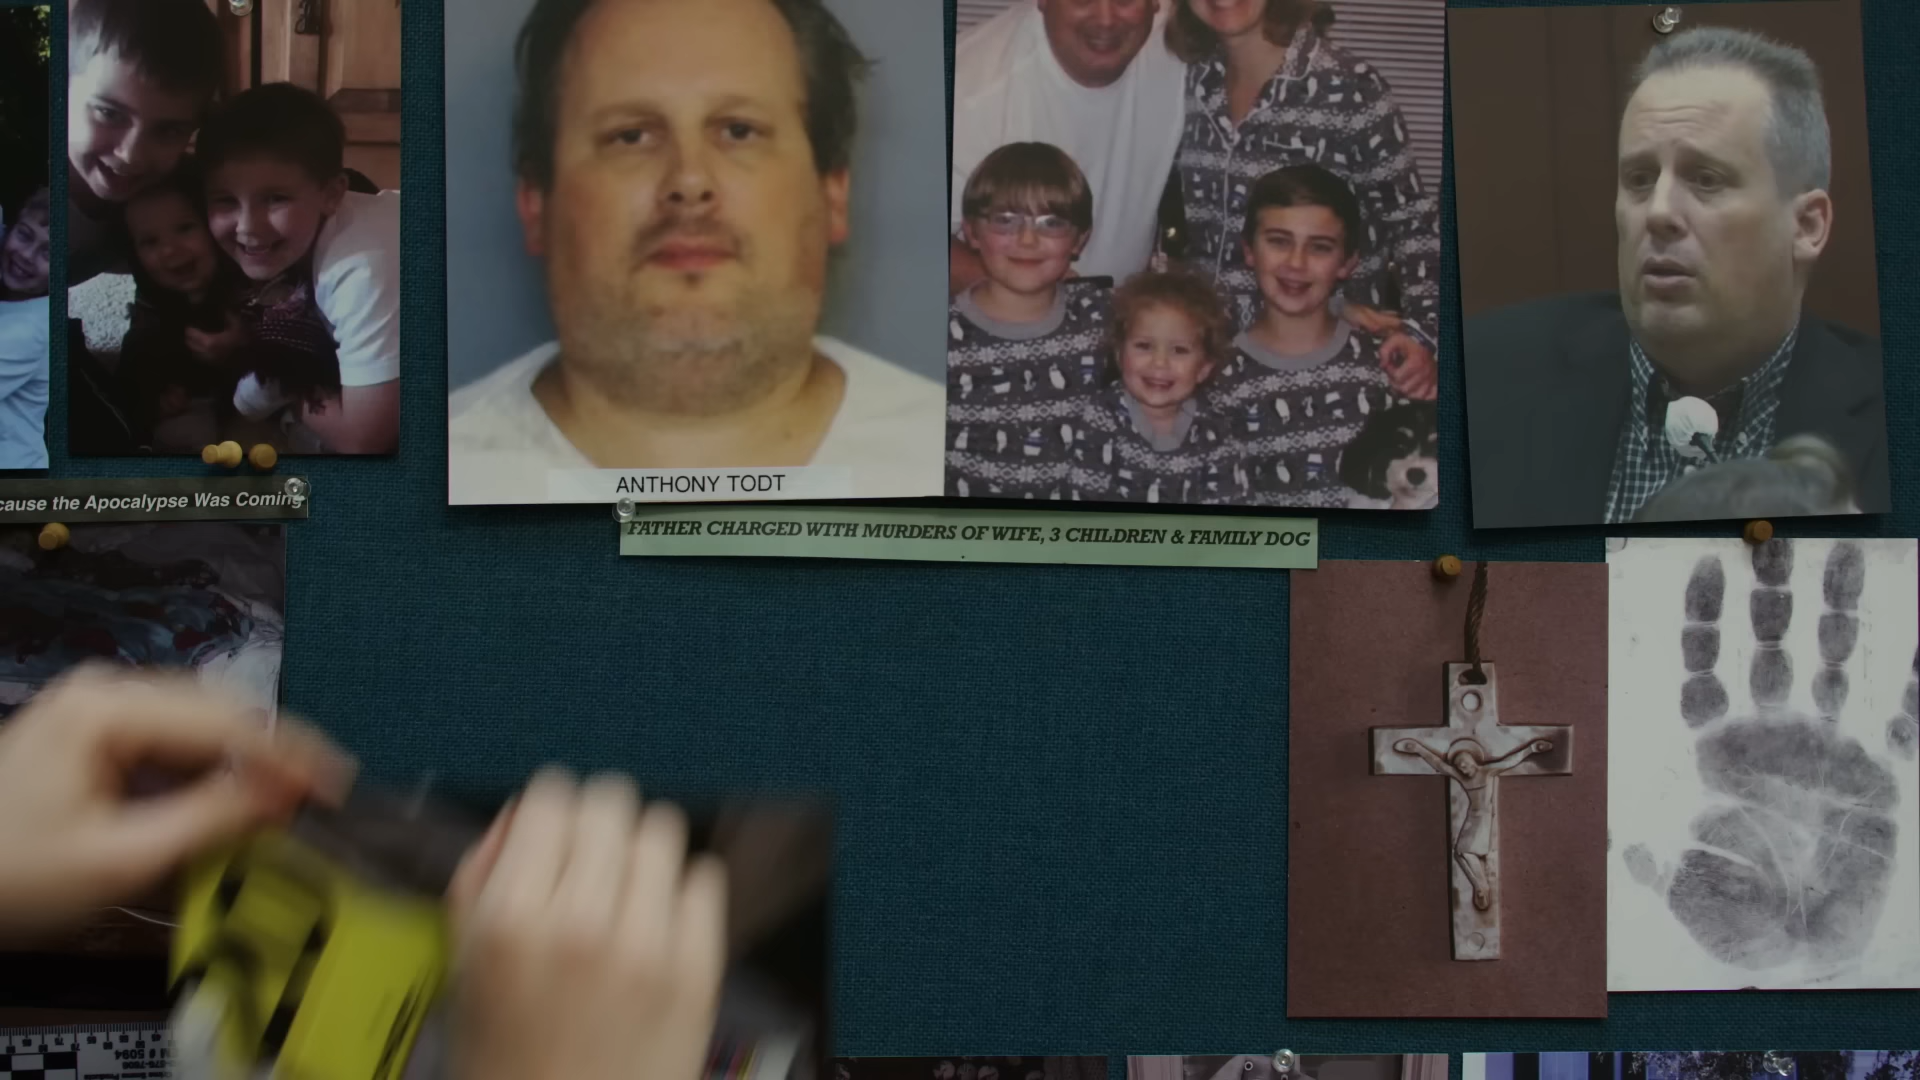 ANTHONY TODT
cause the Apocalypse Was Coming
FATHER CHARGED WITH MURDERS OF WIFE, 3 CHILDREN & FAMILY DOG